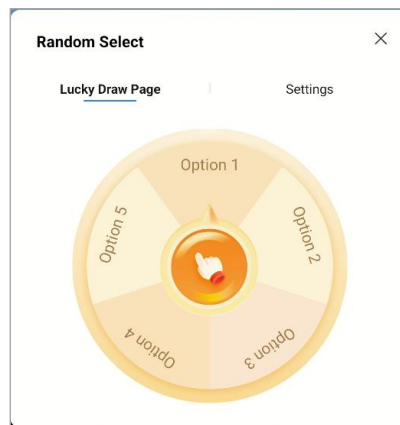 Random Select
Lucky Draw Page
Settings
Option 1
Option 2
Option 3
Option 4
Option 5